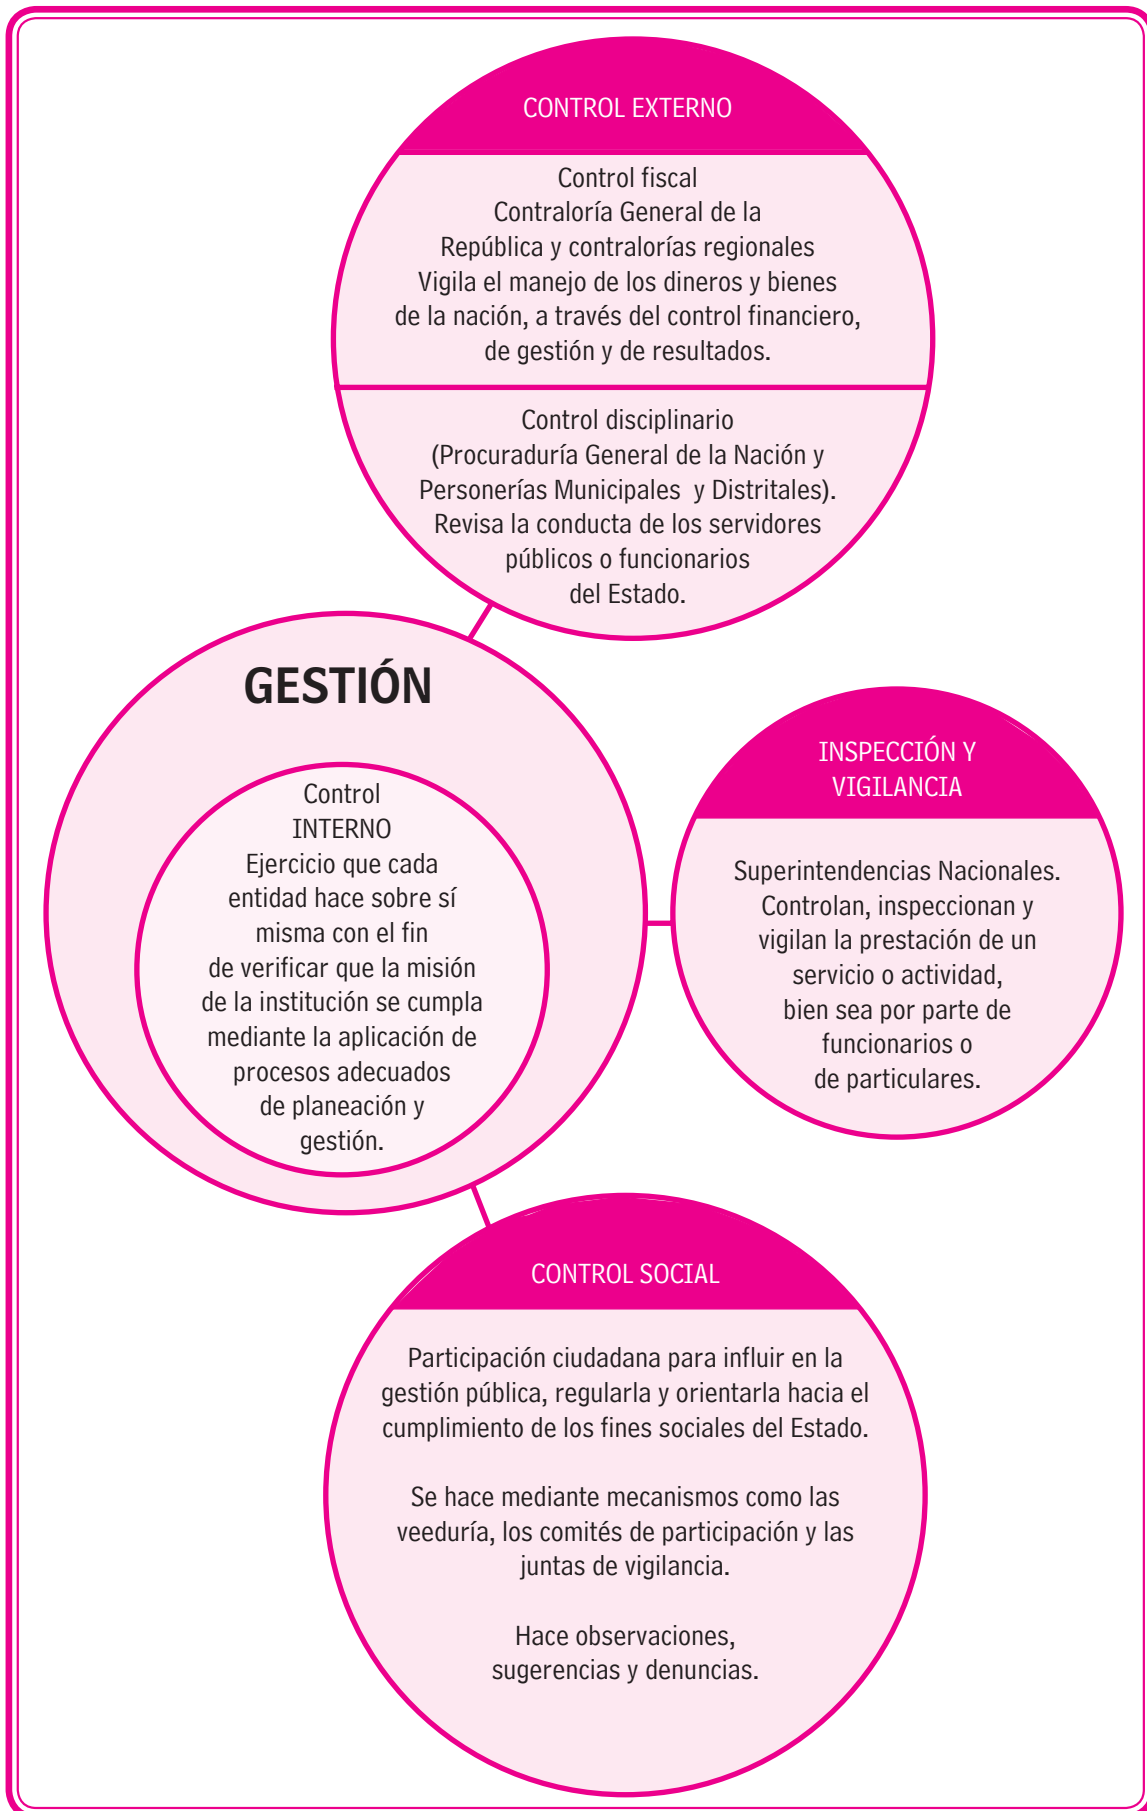 CONTROL EXTERNO
Control fiscal
Contraloría General de la
República y contralorías regionales
Vigila el manejo de los dineros y bienes
de la nación, a través del control financiero,
de gestión y de resultados.
Control disciplinario
(Procuraduría General de la Nación y
Personerías Municipales y Distritales).
Revisa la conducta de los servidores
públicos o funcionarios
del Estado.
GESTIÓN
Control
INTERNO
Ejercicio que cada
entidad hace sobre sí
misma con el fin
de verificar que la misión
de la institución se cumpla
mediante la aplicación de
procesos adecuados
de planeación y
gestión.
INSPECCIÓN Y
VIGILANCIA
Superintendencias Nacionales.
Controlan, inspeccionan y
vigilan la prestación de un
servicio o actividad,
bien sea por parte de
funcionarios o
de particulares.
CONTROL SOCIAL
Participación ciudadana para influir en la
gestión pública, regularla y orientarla hacia el
cumplimiento de los fines sociales del Estado.
Se hace mediante mecanismos como las
veeduría, los comités de participación y las
juntas de vigilancia.
Hace observaciones,
sugerencias y denuncias.